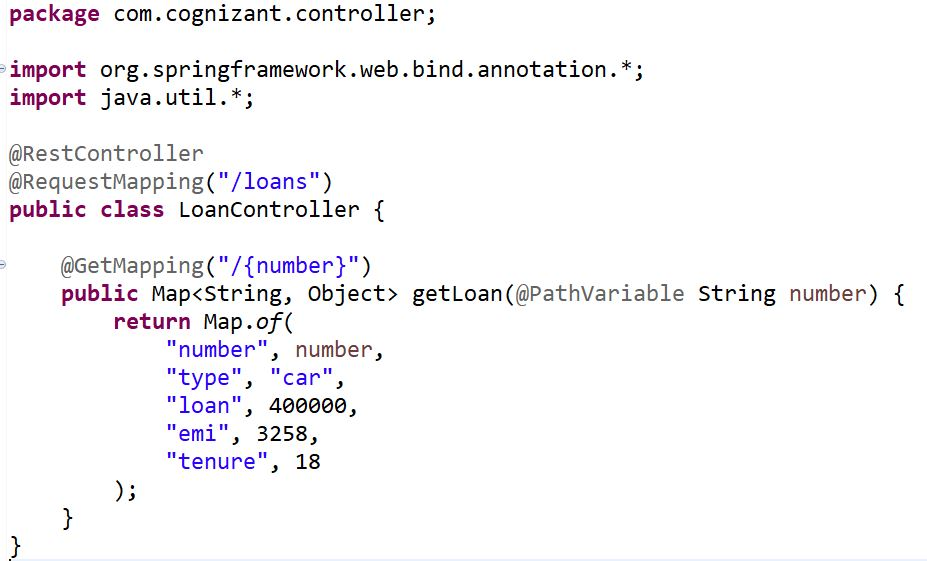 package com.cognizant.controller;
import org.springframework.web.bind.annotation.*;
import java.util.*;
@RestController
@RequestMapping("/loans")
public class LoanController {
@GetMapping("/{number}")
public Map<String, Object> getLoan(@PathVariable String number) {
return Map.of(
"number", number,
"type", "car",
"loan", 400000,
"emi", 3258,
"tenure", 18
);
}
}